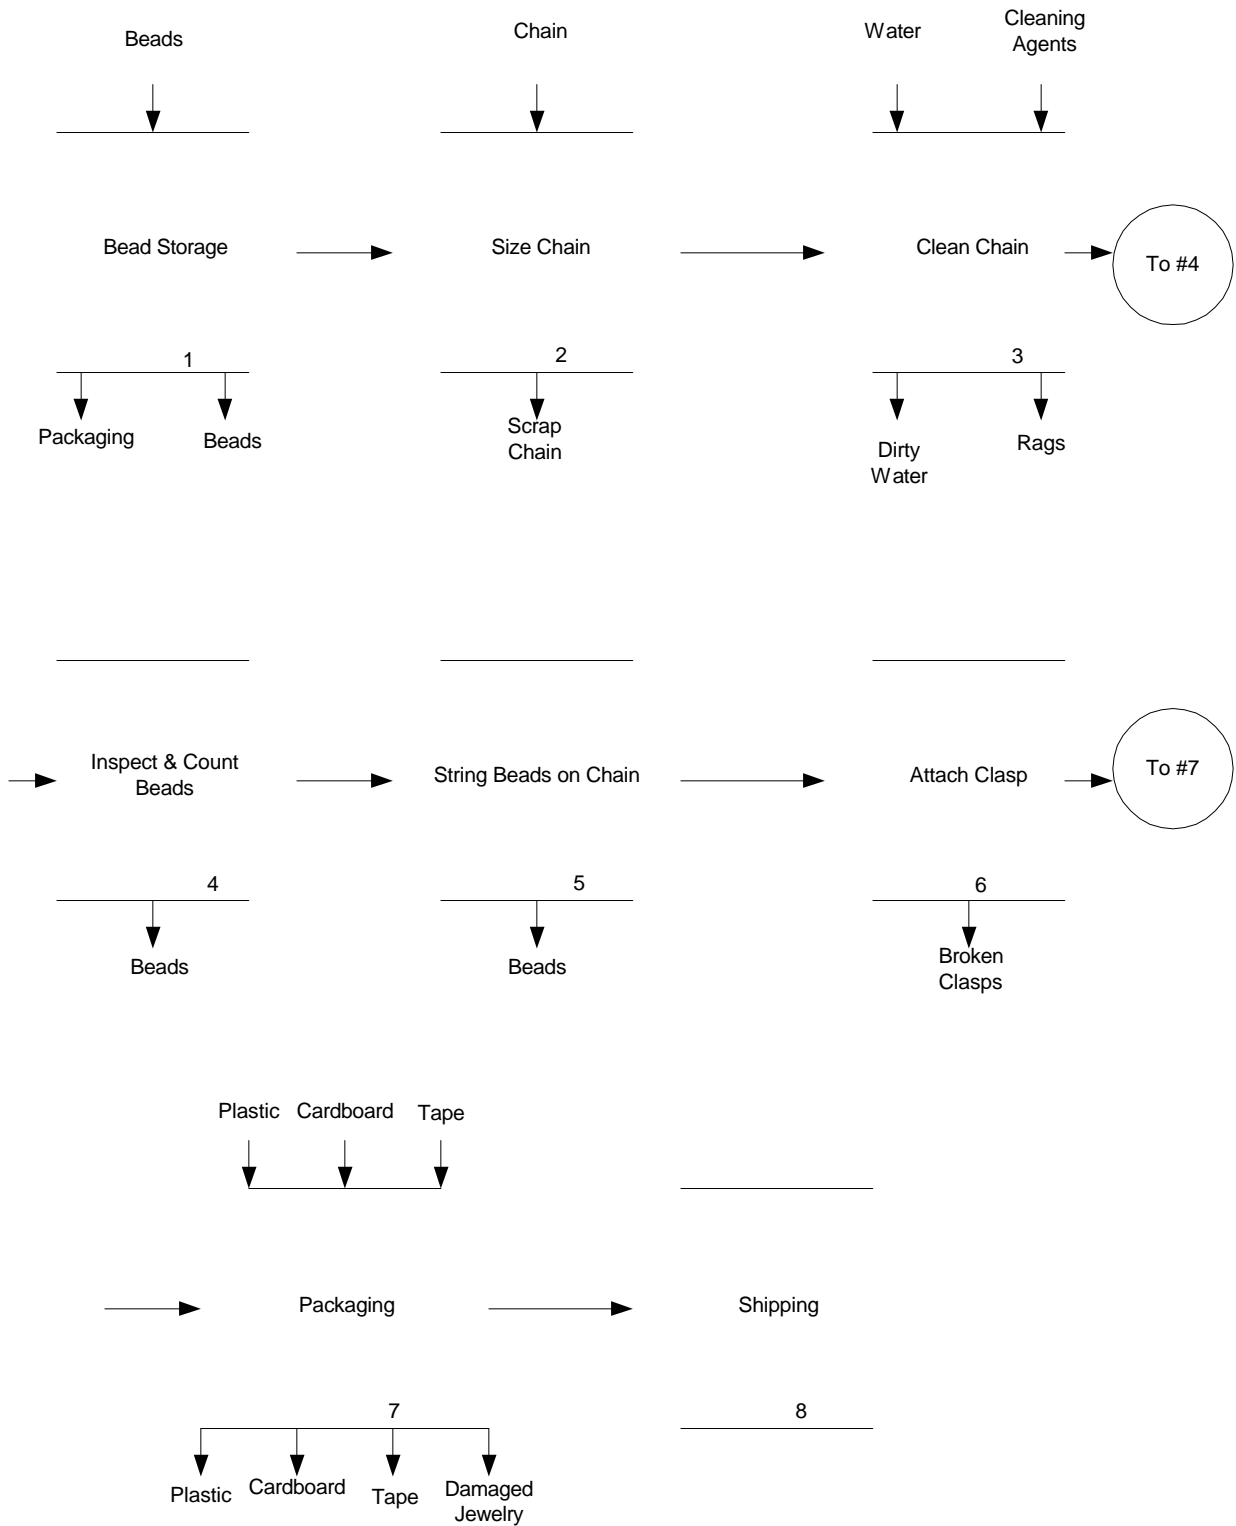 Beads
Chain
Water
Cleaning
Agents
Bead Storage
Size Chain
Clean Chain
To #4
1
2
3
Packaging
Beads
Scrap
Chain
Dirty
Water
Rags
Inspect & Count
Beads
String Beads on Chain
Attach Clasp
To #7
4
5
6
Beads
Beads
Broken
Clasps
Plastic
Cardboard
Tape
Packaging
Shipping
7
8
Plastic
Cardboard
Tape
Damaged
Jewelry